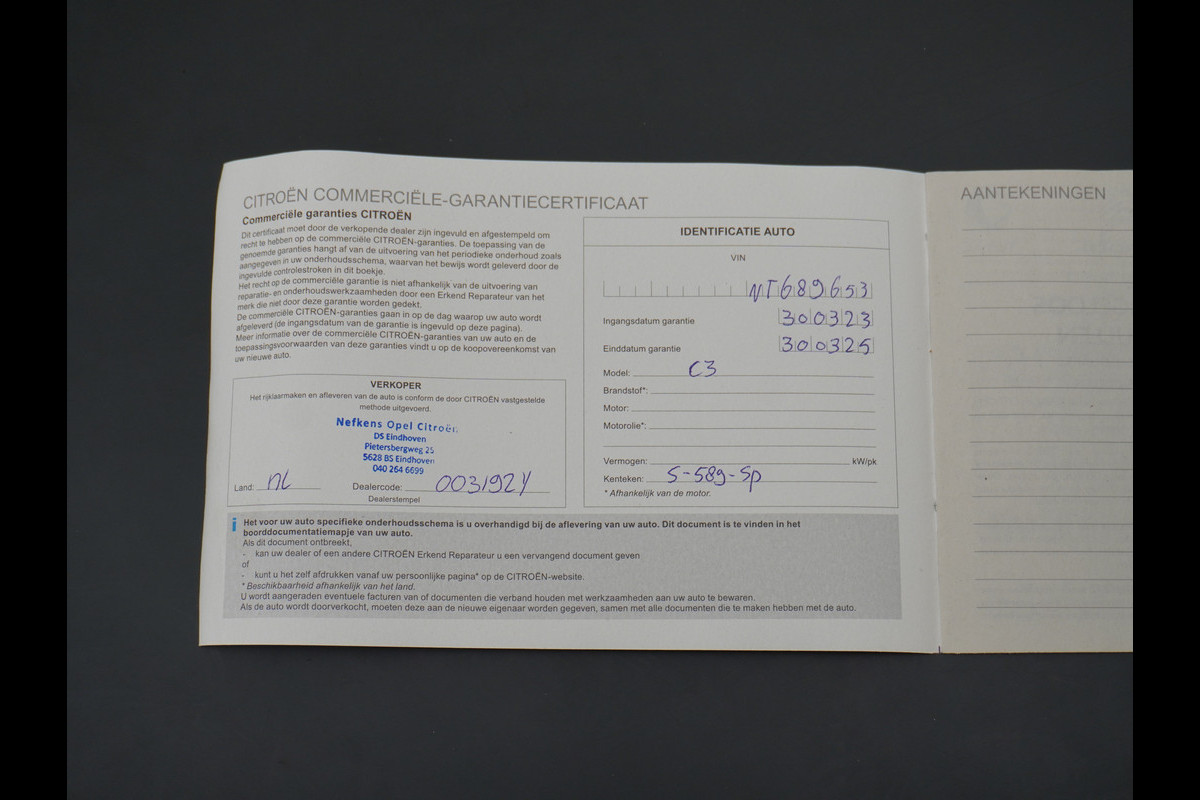 CITROËN COMMERCIËLE-GARANTIECERTIFICAAT
Commerciële garanties CITROËN
Dit certificaat moet door de verkopende dealer zijn ingevuld en afgestempeld om
recht te hebben op de commerciële CITROËN-garanties. De toepassing van de
genoemde garanties hangt af van de uitvoering van het periodieke onderhoud zoals
aangegeven in uw onderhoudsschema, waarvan het bewijs wordt geleverd door de
ingevulde controlestroken in dit boekje.
Het recht op de commerciële garantie is niet afhankelijk van de uitvoering van
reparatie- en onderhoudswerkzaamheden door een Erkend Reparateur van het
merk die niet door deze garantie worden gedekt.
De commerciële CITROËN-garanties gaan in op de dag waarop uw auto wordt
afgeleverd (de ingangsdatum van de garantie is ingevuld op deze pagina).
Meer informatie over de commerciële CITROËN-garanties van uw auto en de
toepassingsvoorwaarden van deze garanties vindt u op de koopovereenkomst van
uw nieuwe auto.
VERKOPER
Het rijklaarmaken en afleveren van de auto is conform de door CITROËN vastgestelde
methode uitgevoerd.
Nefkens Opel Citroën
DS Eindhoven
Pietersbergweg 25
5628 BS Eindhoven
040 264 6699
Land: NL
Dealercode: 003192Y
Dealerstempel
IDENTIFICATIE AUTO
VIN
NT689653
Ingangsdatum garantie 300323
Einddatum garantie 300325
Model: C3
Brandstof*:
Motor:
Motorolie*:
Vermogen: kW/pk
Kenteken: S-589-SP
* Afhankelijk van de motor.
i Het voor uw auto specifieke onderhoudsschema is u overhandigd bij de aflevering van uw auto. Dit document is te vinden in het
boorddocumentatiemapje van uw auto.
Als dit document ontbreekt,
- kan uw dealer of een andere CITROËN Erkend Reparateur u een vervangend document geven
of
- kunt u het zelf afdrukken vanaf uw persoonlijke pagina* op de CITROËN-website.
* Beschikbaarheid afhankelijk van het land.
U wordt aangeraden eventuele facturen van of documenten die verband houden met werkzaamheden aan uw auto te bewaren.
Als de auto wordt doorverkocht, moeten deze aan de nieuwe eigenaar worden gegeven, samen met alle documenten die te maken hebben met de auto.
AANTEKENINGEN